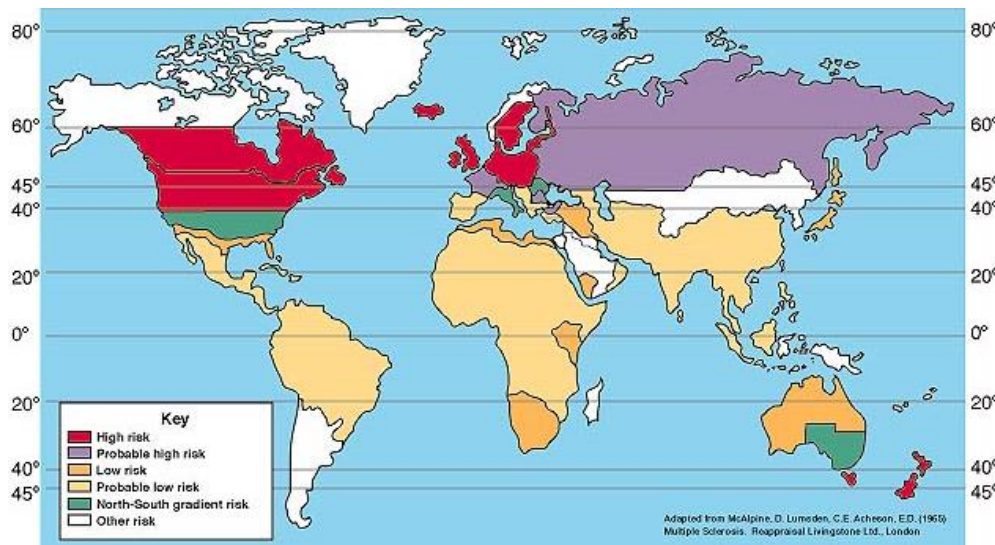 80°
80°
60°
60°
45°
45°
40°
40°
20°
20°
0°
0°
20°
20°
40°
40°
45°
45°
Key
High risk
Probable high risk
Low risk
Probable low risk
North-South gradient risk
Other risk
Adapted from McAlpine, D. Lumsden, C.E. Acheson, E.D. (1965)
Multiple Sclerosis. Reappraisal Livingstone Ltd., London